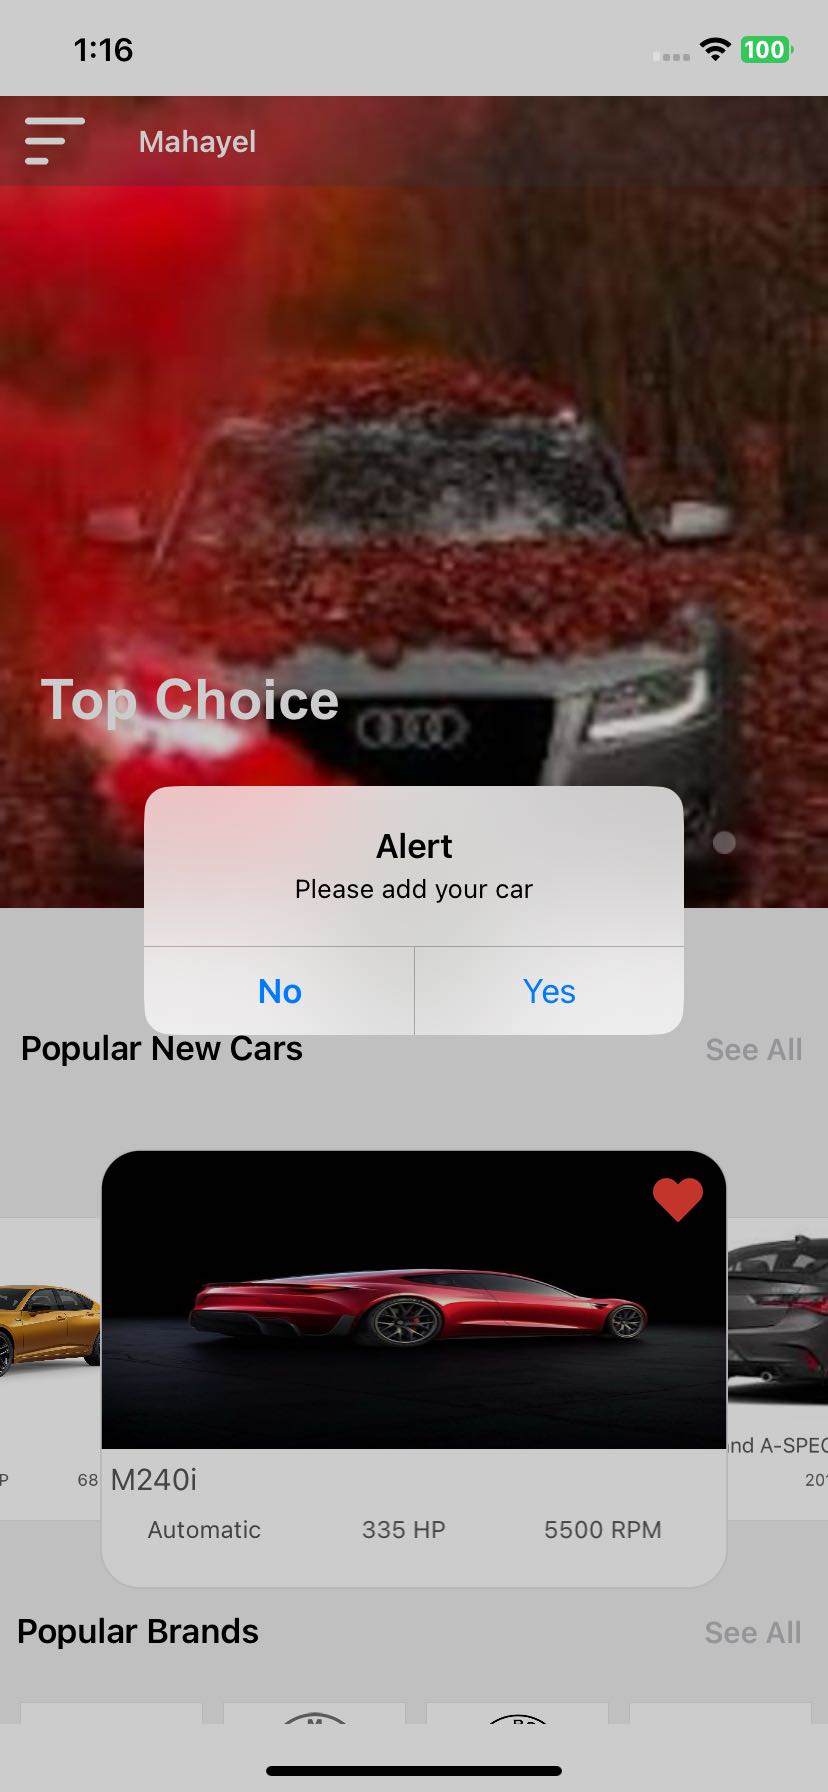 1:16
100
Mahayel
Top Choice
Alert
Please add your car
No
Yes
Popular New Cars
See All
nd A-SPEC
P
68
201
M240i
Automatic
335 HP
5500 RPM
Popular Brands
See All
M